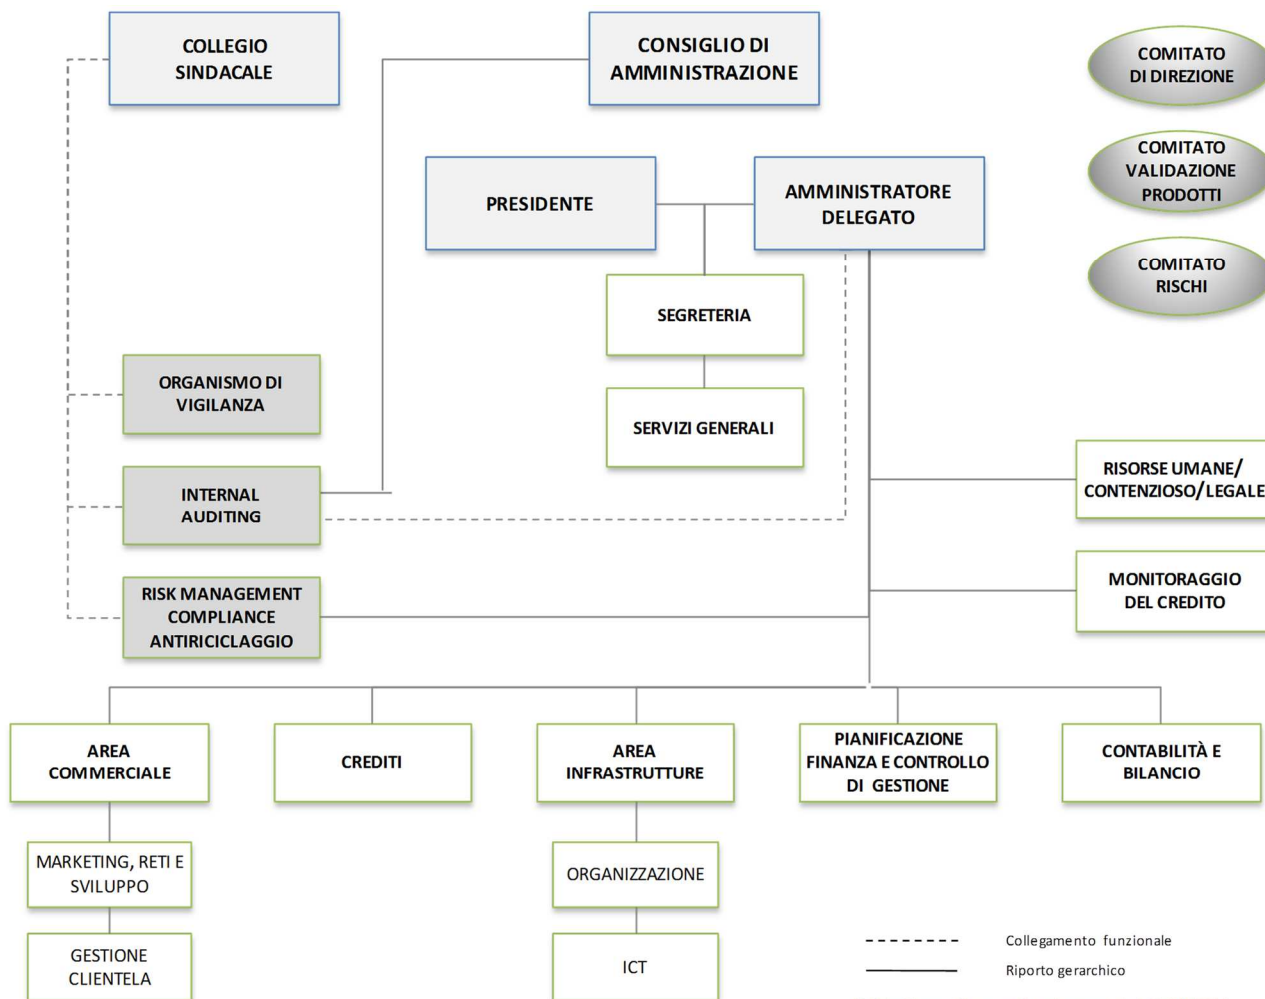 COLLEGIO
SINDACALE
CONSIGLIO DI
AMMINISTRAZIONE
COMITATO
DI DIREZIONE
COMITATO
VALIDAZIONE
PRODOTTI
PRESIDENTE
AMMINISTRATORE
DELEGATO
COMITATO
RISCHI
SEGRETERIA
ORGANISMO DI
VIGILANZA
SERVIZI GENERALI
RISORSE UMANE/
CONTENZIOSO/LEGALE
INTERNAL
AUDITING
MONITORAGGIO
DEL CREDITO
RISK MANAGEMENT
COMPLIANCE
ANTIRICICLAGGIO
AREA
COMMERCIALE
CREDITI
AREA
INFRASTRUTTURE
PIANIFICAZIONE
FINANZA E CONTROLLO
DI GESTIONE
CONTABILITÀ E
BILANCIO
MARKETING, RETI E
SVILUPPO
ORGANIZZAZIONE
GESTIONE
CLIENTELA
ICT
Collegamento funzionale
Riporto gerarchico